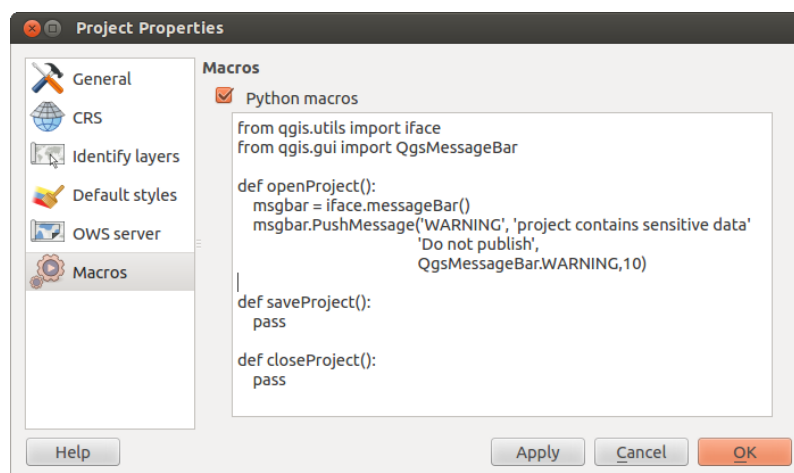 Project Properties
General
CRS
Identify layers
Default styles
OWS server
Macros
Macros
Python macros
from qgis.utils import iface
from qgis.gui import QgsMessageBar
def openProject():
msgbar = iface.messageBar()
msgbar.PushMessage('WARNING', 'project contains sensitive data'
'Do not publish',
QgsMessageBar.WARNING,10)
def saveProject():
pass
def closeProject():
pass
Help
Apply
Cancel
OK